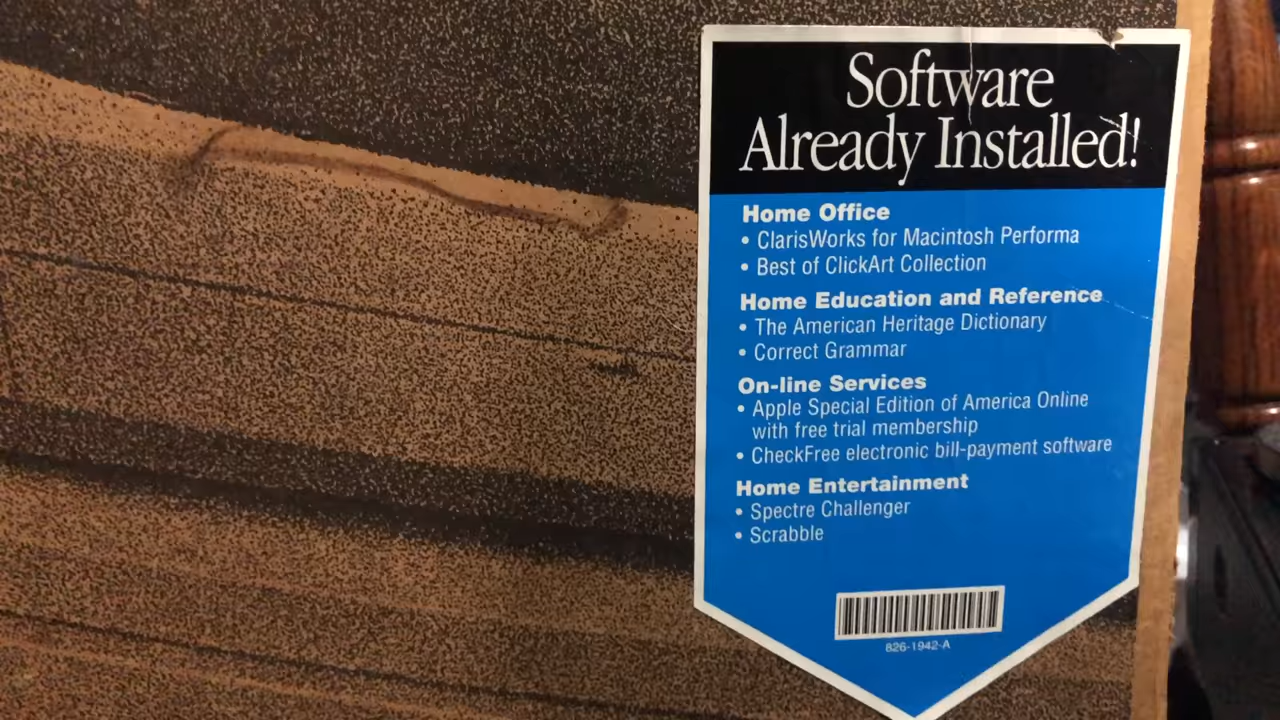 Software
Already Installed!
Home Office
• ClarisWorks for Macintosh Performa
• Best of ClickArt Collection
Home Education and Reference
• The American Heritage Dictionary
• Correct Grammar
On-line Services
• Apple Special Edition of America Online
with free trial membership
• CheckFree electronic bill-payment software
Home Entertainment
• Spectre Challenger
• Scrabble
826-1942-A